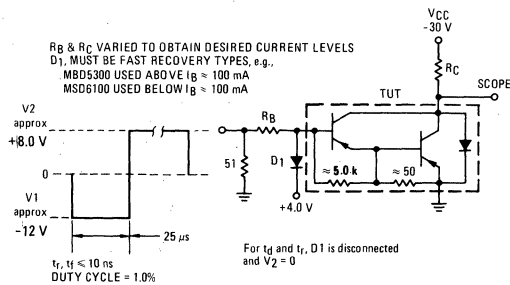 RB & RC VARIED TO OBTAIN DESIRED CURRENT LEVELS
D1, MUST BE FAST RECOVERY TYPES, e.g.,
MBD5300 USED ABOVE IB ≈ 100 mA
MSD6100 USED BELOW IB ≈ 100 mA
VCC
-30 V
RC
SCOPE
TUT
V2
approx
+8.0 V
0
V1
approx
-12 V
RB
51
D1
≈ 5.0 k
≈ 50
+4.0 V
25 μs
tr, tf ≤ 10 ns
DUTY CYCLE = 1.0%
For td and tr, D1 is disconnected
and V2 = 0